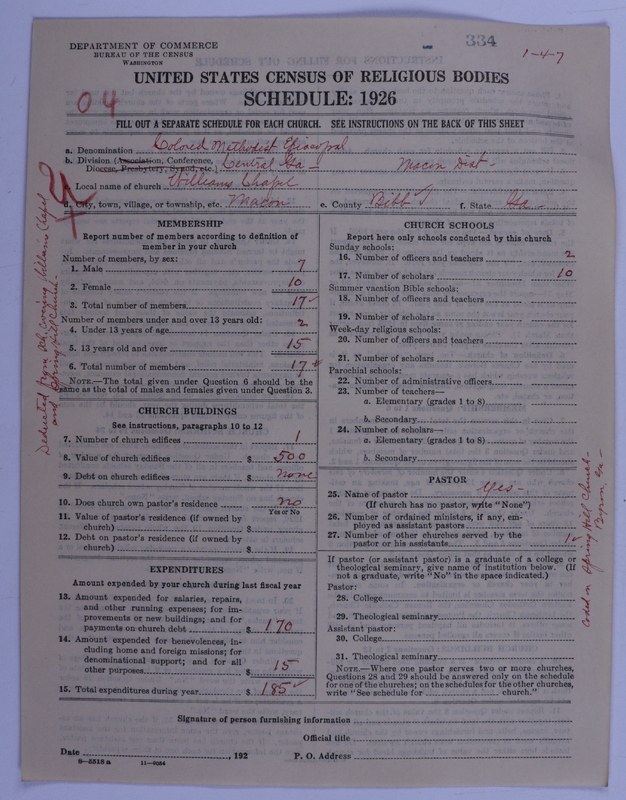 334
1-4-7
DEPARTMENT OF COMMERCE
BUREAU OF THE CENSUS
WASHINGTON
UNITED STATES CENSUS OF RELIGIOUS BODIES
SCHEDULE: 1926
04
FILL OUT A SEPARATE SCHEDULE FOR EACH CHURCH. SEE INSTRUCTIONS ON THE BACK OF THIS SHEET
a. Denomination Colored Methodist Episcopal
b. Division (Association, Conference, Diocese, Presbytery, Synod, etc.) Central Ga - Macon Dist -
c. Local name of church Williams Chapel
d. City, town, village, or township, etc. Macon e. County Bibb f. State Ga -
MEMBERSHIP
Report number of members according to definition of
member in your church
Number of members, by sex:
1. Male 7
2. Female 10
3. Total number of members 17
Number of members under and over 13 years old:
4. Under 13 years of age 2
5. 13 years old and over 15
6. Total number of members 17
NOTE.—The total given under Question 6 should be the
same as the total of males and females given under Question 3.
CHURCH BUILDINGS
See instructions, paragraphs 10 to 12
7. Number of church edifices 1
8. Value of church edifices $ 500
9. Debt on church edifices $ none
10. Does church own pastor's residence no
Yes or No
11. Value of pastor's residence (if owned by
church) $
12. Debt on pastor's residence (if owned by
church) $
EXPENDITURES
Amount expended by your church during last fiscal year
13. Amount expended for salaries, repairs,
and other running expenses; for im-
provements or new buildings; and for
payments on church debt $ 170
14. Amount expended for benevolences, in-
cluding home and foreign missions; for
denominational support; and for all
other purposes $ 15
15. Total expenditures during year $ 185
CHURCH SCHOOLS
Report here only schools conducted by this church
Sunday schools:
16. Number of officers and teachers 2
17. Number of scholars 10
Summer vacation Bible schools:
18. Number of officers and teachers
19. Number of scholars
Week-day religious schools:
20. Number of officers and teachers
21. Number of scholars
Parochial schools:
22. Number of administrative officers
23. Number of teachers—
a. Elementary (grades 1 to 8)
b. Secondary
24. Number of scholars—
a. Elementary (grades 1 to 8)
b. Secondary
PASTOR
25. Name of pastor Yes -
(If church has no pastor, write "None")
26. Number of ordained ministers, if any, em-
ployed as assistant pastors
27. Number of other churches served by the
pastor or his assistants 1
If pastor (or assistant pastor) is a graduate of a college or
theological seminary, give name of institution below. (If
not a graduate, write "No" in the space indicated.)
Pastor:
28. College
29. Theological seminary
Assistant pastor:
30. College
31. Theological seminary
NOTE.—Where one pastor serves two or more churches,
Questions 28 and 29 should be answered only on the schedule
for one of the churches; on the schedules for the other churches,
write "See schedule for church."
Signature of person furnishing information
Official title
Date , 192 P. O. Address
8-5518 a 11-9084
Deducted from Sch. covering Williams Chapel
and Spring Hill Church
Coded on Spring Hill Church -
Byron, Ga -